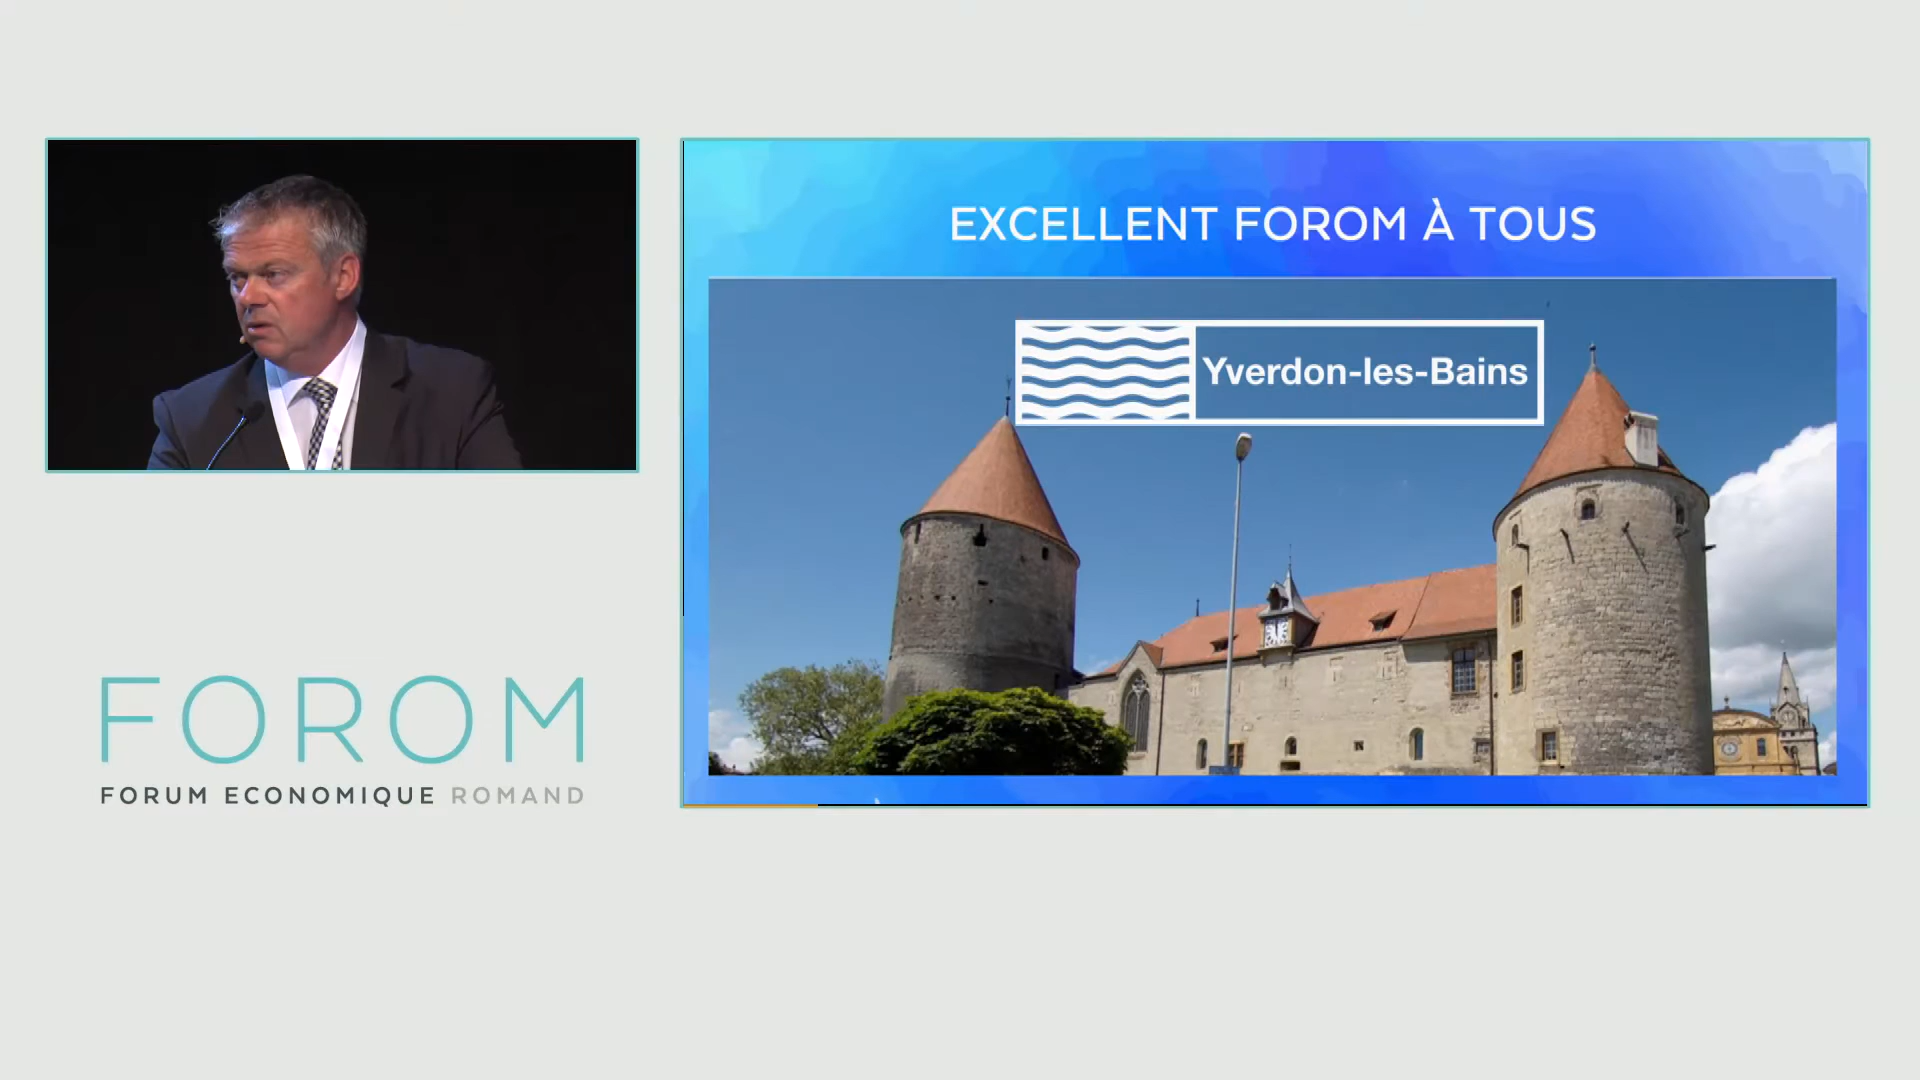 EXCELLENT FOROM À TOUS
Yverdon-les-Bains
FOROM
FORUM ECONOMIQUE ROMAND